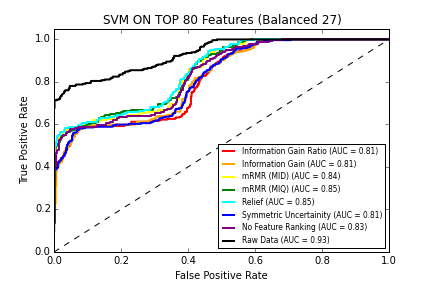 SVM ON TOP 80 Features (Balanced 27)
True Positive Rate
1.0
0.8
0.6
0.4
0.2
0.0
Information Gain Ratio (AUC = 0.81)
Information Gain (AUC = 0.81)
mRMR (MID) (AUC = 0.84)
mRMR (MIQ) (AUC = 0.85)
Relief (AUC = 0.85)
Symmetric Uncertainity (AUC = 0.81)
No Feature Ranking (AUC = 0.83)
Raw Data (AUC = 0.93)
0.0 0.2 0.4 0.6 0.8 1.0
False Positive Rate